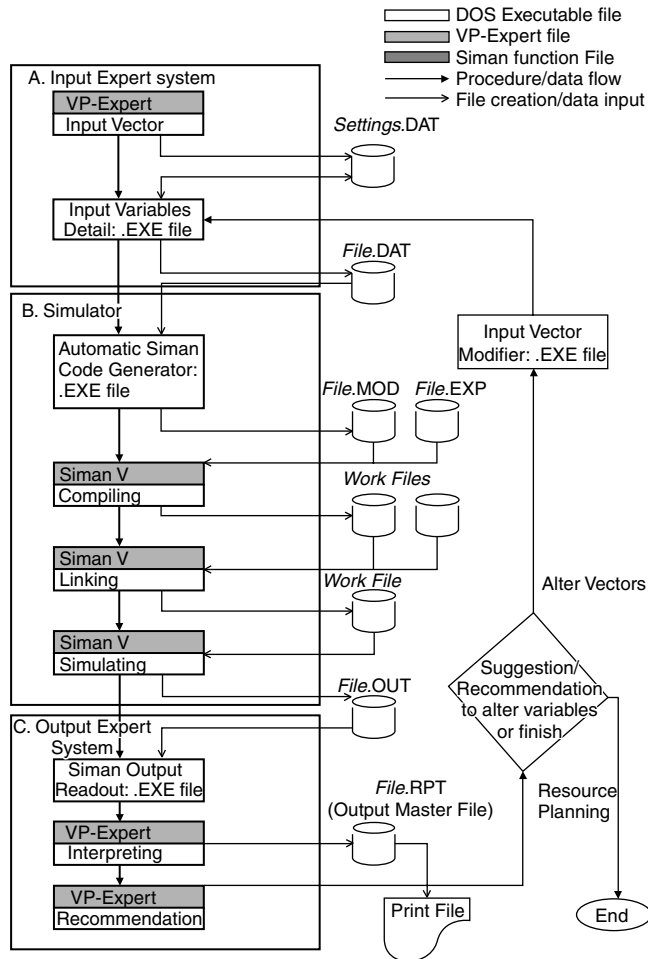 DOS Executable file
VP-Expert file
Siman function File
Procedure/data flow
File creation/data input
A. Input Expert system
VP-Expert
Input Vector
Settings.DAT
Input Variables
Detail: .EXE file
File.DAT
B. Simulator
Automatic Siman
Code Generator:
.EXE file
Input Vector
Modifier: .EXE file
File.MOD
File.EXP
Siman V
Compiling
Work Files
Siman V
Linking
Work File
Alter Vectors
Siman V
Simulating
Suggestion/
Recommendation
to alter variables
or finish
File.OUT
C. Output Expert
System
Siman Output
Readout: .EXE file
File.RPT
(Output Master File)
Resource
Planning
VP-Expert
Interpreting
VP-Expert
Recommendation
Print File
End